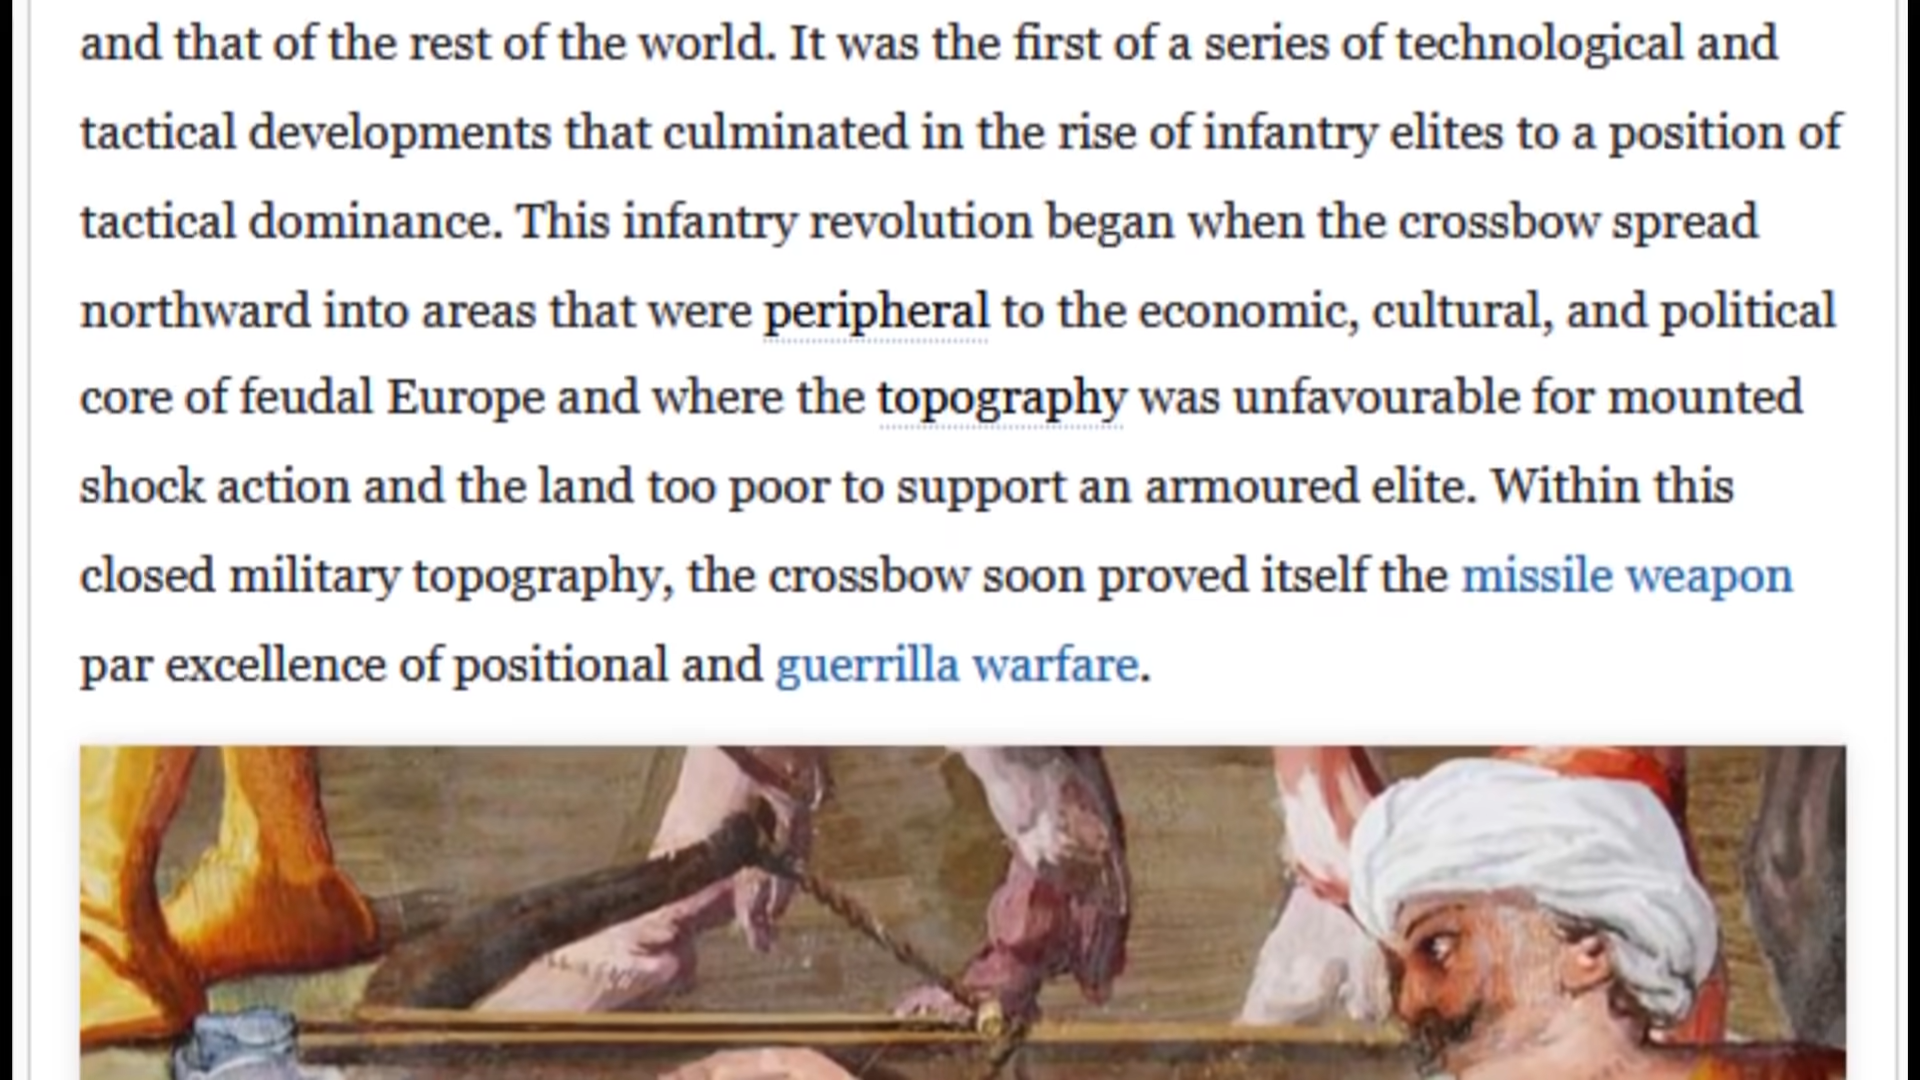 and that of the rest of the world. It was the first of a series of technological and
tactical developments that culminated in the rise of infantry elites to a position of
tactical dominance. This infantry revolution began when the crossbow spread
northward into areas that were peripheral to the economic, cultural, and political
core of feudal Europe and where the topography was unfavourable for mounted
shock action and the land too poor to support an armoured elite. Within this
closed military topography, the crossbow soon proved itself the missile weapon
par excellence of positional and guerrilla warfare.